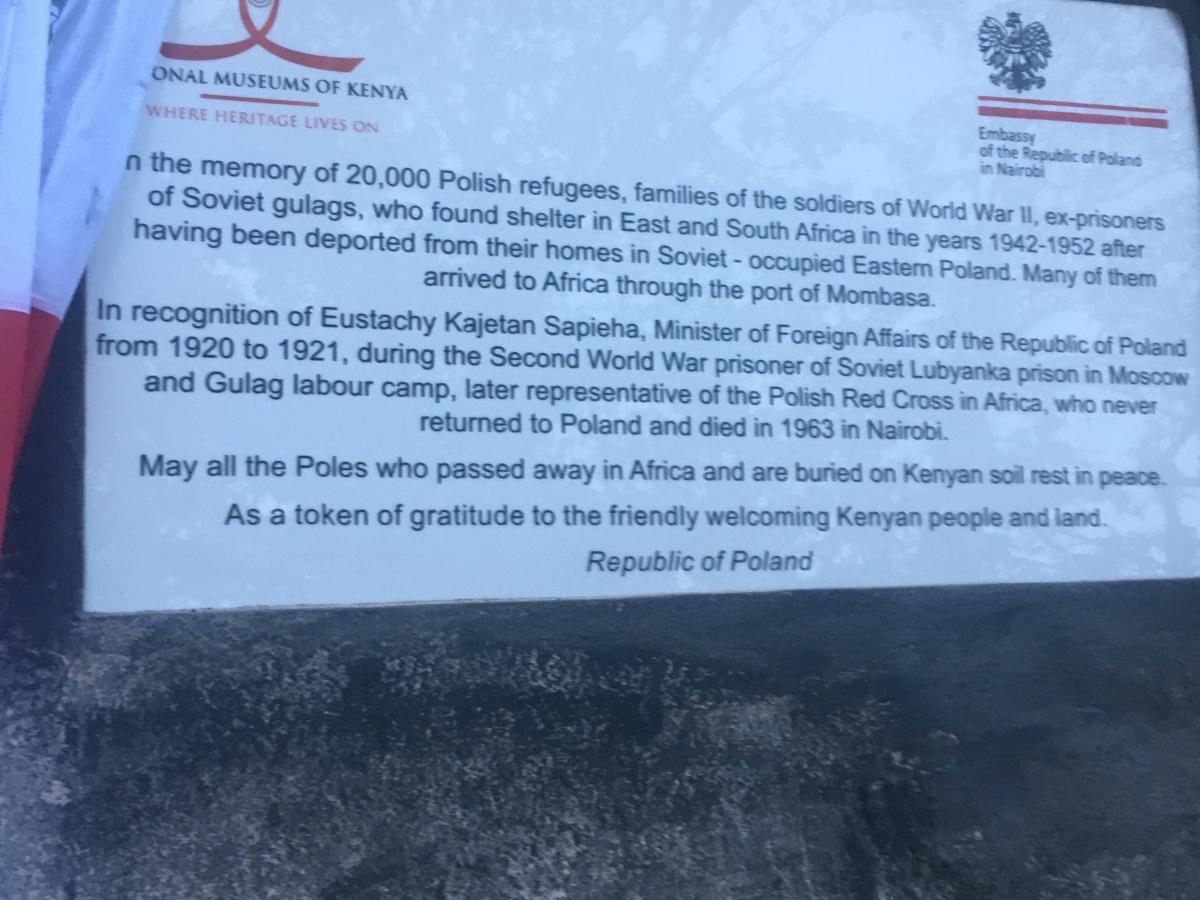 ONAL MUSEUMS OF KENYA
WHERE HERITAGE LIVES ON
Embassy
of the Republic of Poland
in Nairobi
n the memory of 20,000 Polish refugees, families of the soldiers of World War II, ex-prisoners
of Soviet gulags, who found shelter in East and South Africa in the years 1942-1952 after
having been deported from their homes in Soviet - occupied Eastern Poland. Many of them
arrived to Africa through the port of Mombasa.
In recognition of Eustachy Kajetan Sapieha, Minister of Foreign Affairs of the Republic of Poland
from 1920 to 1921, during the Second World War prisoner of Soviet Lubyanka prison in Moscow
and Gulag labour camp, later representative of the Polish Red Cross in Africa, who never
returned to Poland and died in 1963 in Nairobi.
May all the Poles who passed away in Africa and are buried on Kenyan soil rest in peace.
As a token of gratitude to the friendly welcoming Kenyan people and land.
Republic of Poland